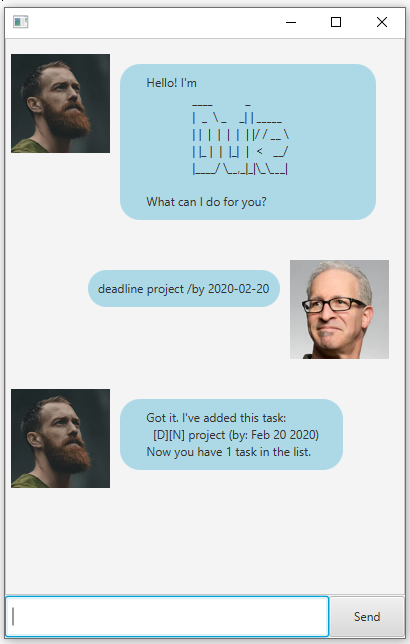 Hello! I'm
 ____        _
|  _ \ _   _| | _____
| | | | | | | |/ / _ \
| |_| | |_| |   <  __/
|____/ \__,_|_|\_\___|
What can I do for you?
deadline project /by 2020-02-20
Got it. I've added this task:
[D][N] project (by: Feb 20 2020)
Now you have 1 task in the list.
Send